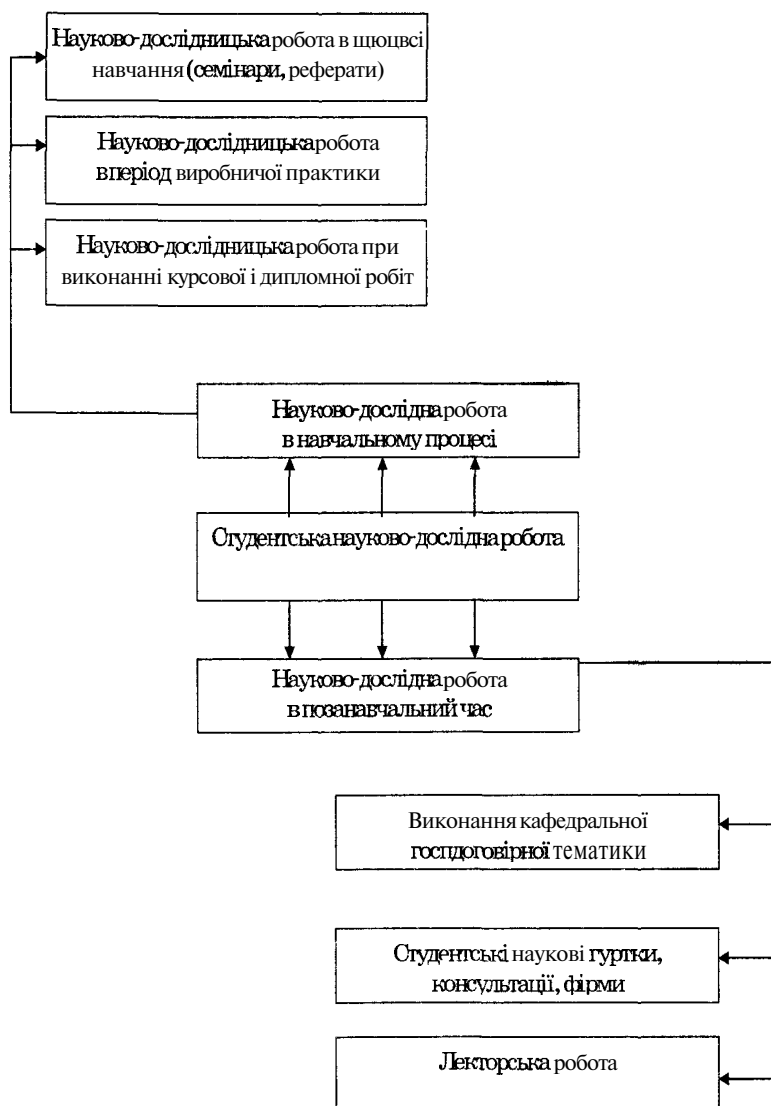 Науково-дослідницька робота в щюцвсі
навчання (семінари, реферати)
Науково-дослідницька робота
в період виробничої практики
Науково-дослідницька робота при
виконанні курсової і дипломної робіт
Науково-дослідна робота
в навчальному процесі
Студентська науково-дослідна робота
Науково-дослідна робота
в позанавчальний час
Виконання кафедральної
госпдоговірної тематики
Студентські наукові гуртки,
консультації, фірми
Лекторська робота